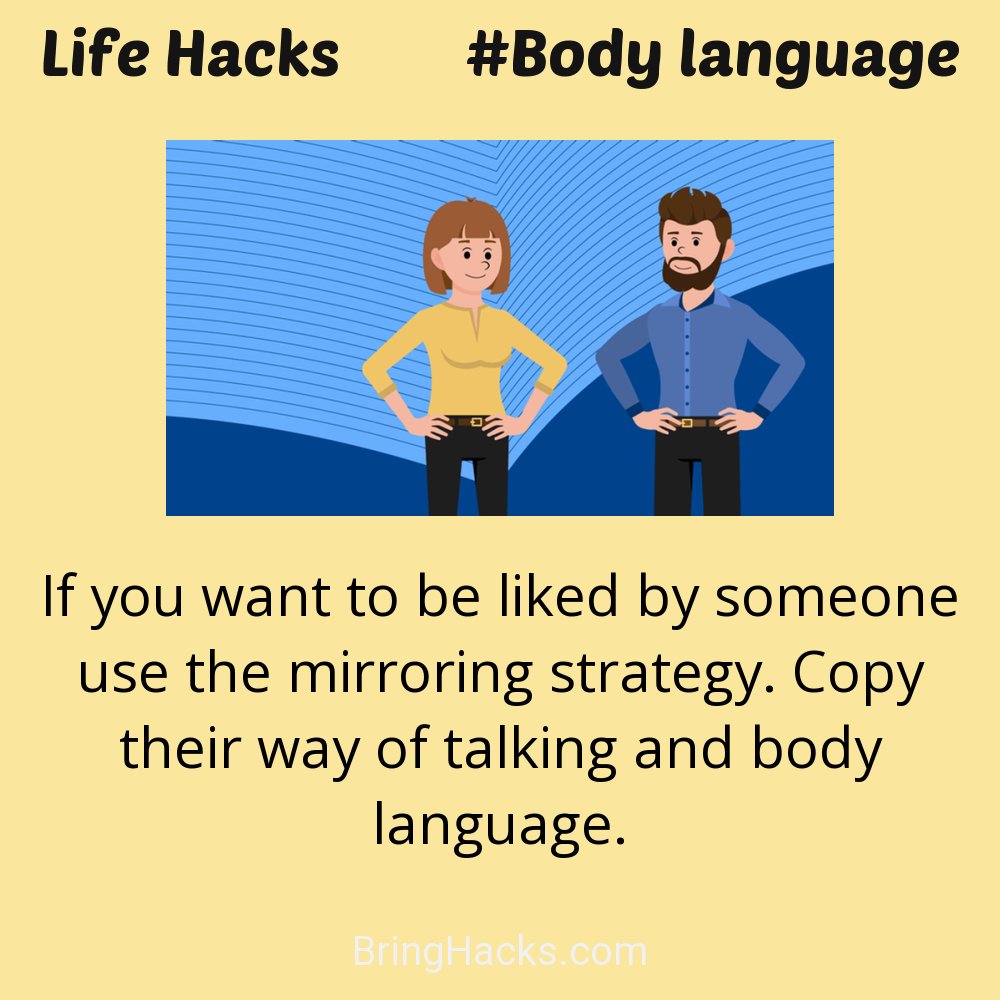 Life Hacks #Body language
If you want to be liked by someone
use the mirroring strategy. Copy
their way of talking and body
language.
BringHacks.com